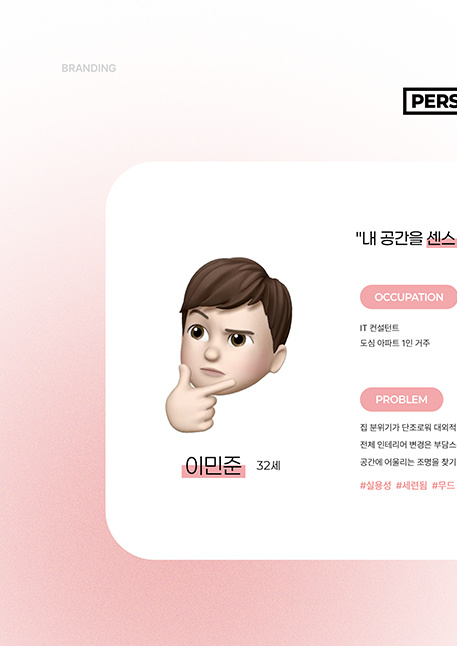 BRANDING
PERS
"내 공간을 센스
OCCUPATION
IT 컨설턴트
도심 아파트 1인 거주
PROBLEM
집 분위기가 단조로워 대외적
전체 인테리어 변경은 부담스
공간에 어울리는 조명을 찾기
#실용성 #세련됨 #무드
이민준 32세